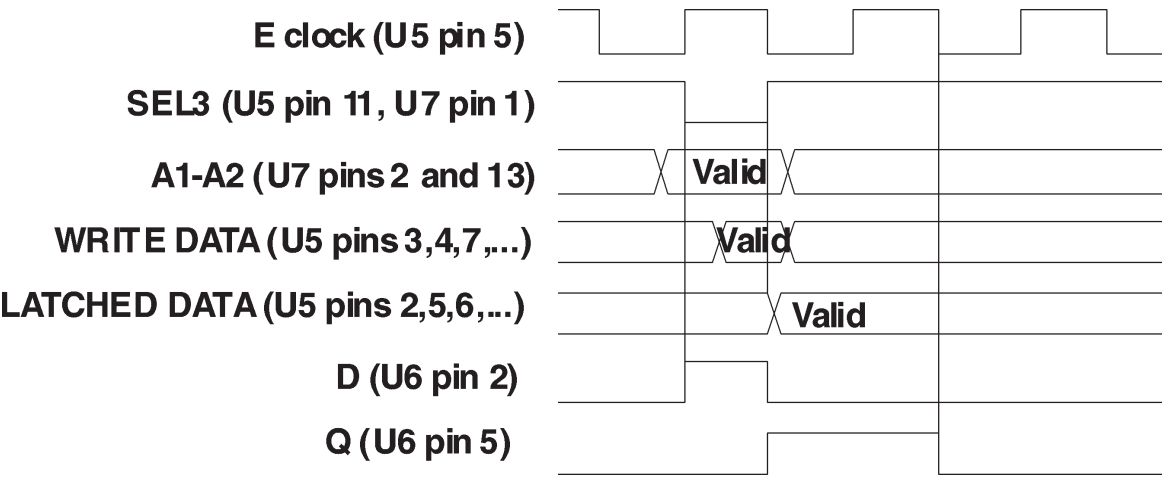 E clock (U5 pin 5)
SEL3 (U5 pin 11, U7 pin 1)
A1-A2 (U7 pins 2 and 13)
Valid
WRITE DATA (U5 pins 3,4,7,...)
Valid
LATCHED DATA (U5 pins 2,5,6,...)
Valid
D (U6 pin 2)
Q (U6 pin 5)